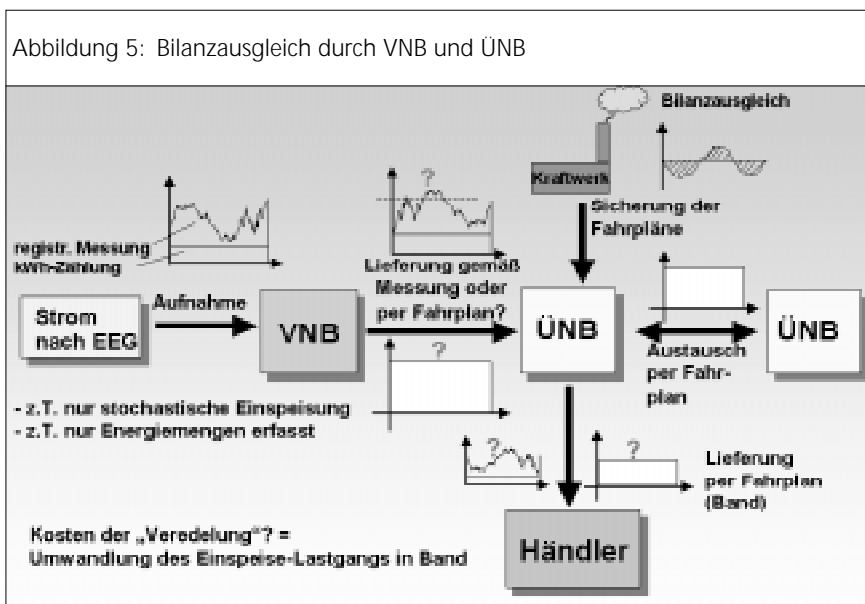 Abbildung 5: Bilanzausgleich durch VNB und ÜNB
Bilanzausgleich
Kraftwerk
Sicherung der
Fahrpläne
registr. Messung
kWh-Zählung
?
Lieferung gemäß
Messung oder
per Fahrplan?
Strom
nach EEG
Aufnahme
VNB
ÜNB
ÜNB
Austausch
per Fahr-
plan
?
- z.T. nur stochastische Einspeisung
- z.T. nur Energiemengen erfasst
?
?
Lieferung
per Fahrplan
(Band)
Kosten der „Veredelung"? =
Umwandlung des Einspeise-Lastgangs in Band
Händler